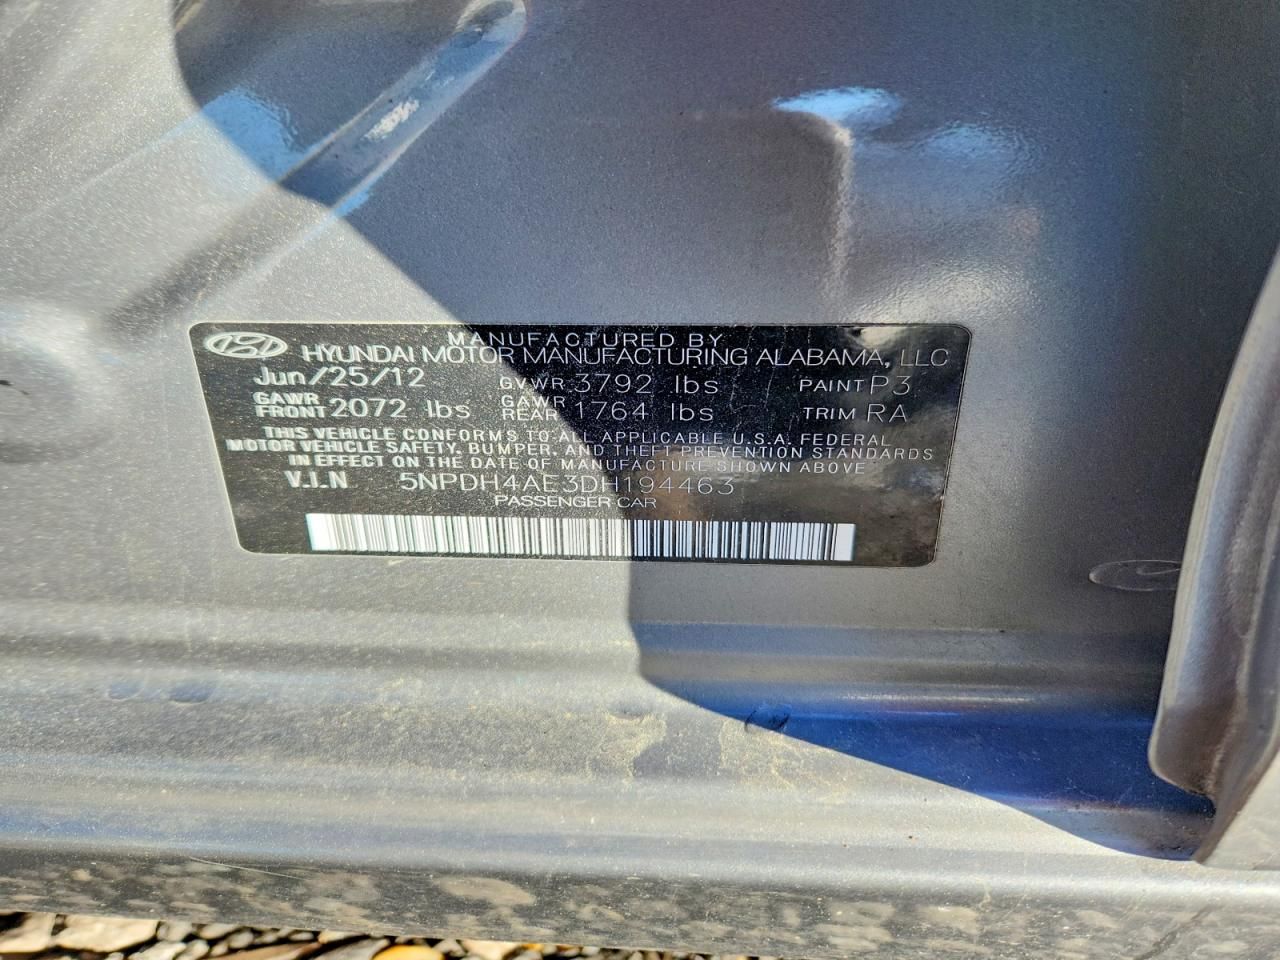 MANUFACTURED BY
HYUNDAI MOTOR MANUFACTURING ALABAMA, LLC
Jun/25/12 GVWR 3792 lbs PAINT P3
GAWR FRONT 2072 lbs GAWR REAR 1764 lbs TRIM RA
THIS VEHICLE CONFORMS TO ALL APPLICABLE U.S.A. FEDERAL
MOTOR VEHICLE SAFETY, BUMPER, AND THEFT PREVENTION STANDARDS
IN EFFECT ON THE DATE OF MANUFACTURE SHOWN ABOVE
V.I.N 5NPDH4AE3DH194463
PASSENGER CAR